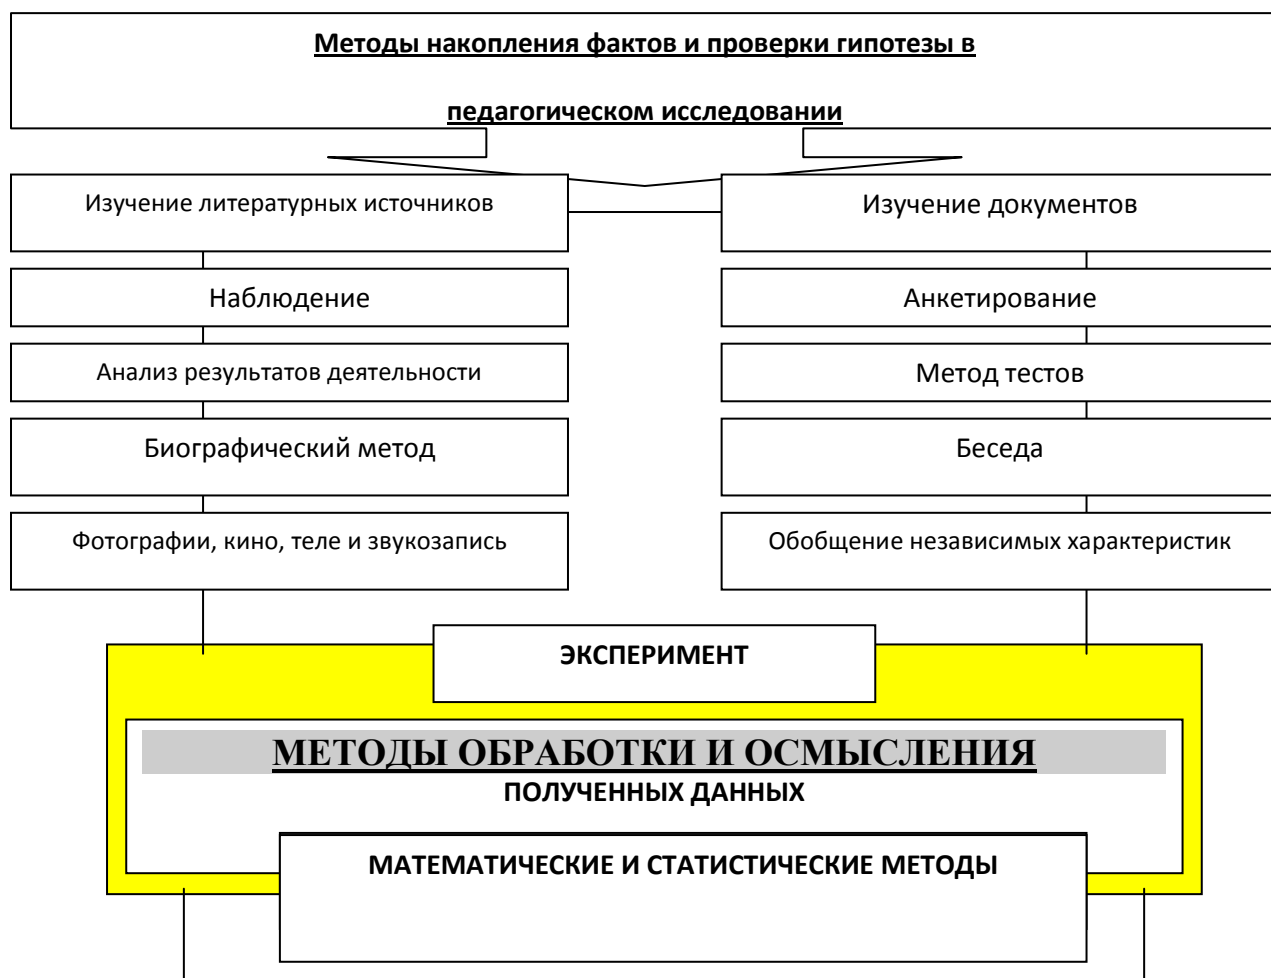 Методы накопления фактов и проверки гипотезы в
педагогическом исследовании
Изучение литературных источников
Изучение документов
Наблюдение
Анкетирование
Анализ результатов деятельности
Метод тестов
Биографический метод
Беседа
Фотографии, кино, теле и звукозапись
Обобщение независимых характеристик
ЭКСПЕРИМЕНТ
МЕТОДЫ ОБРАБОТКИ И ОСМЫСЛЕНИЯ
ПОЛУЧЕННЫХ ДАННЫХ
МАТЕМАТИЧЕСКИЕ И СТАТИСТИЧЕСКИЕ МЕТОДЫ